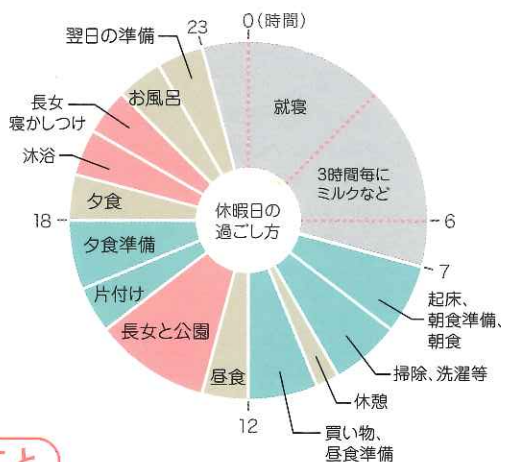 0(時間)
就寝
3時間毎に
ミルクなど
6
7
起床、
朝食準備、
朝食
掃除、洗濯等
休憩
買い物、
昼食準備
12
昼食
長女と公園
片付け
夕食準備
18
夕食
沐浴
長女
寝かしつけ
お風呂
翌日の準備
23
休暇日の
過ごし方